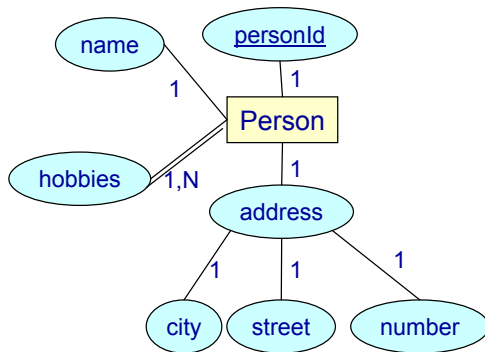 name
personId
1
1
Person
hobbies
1,N
1
address
1
1
1
city
street
number